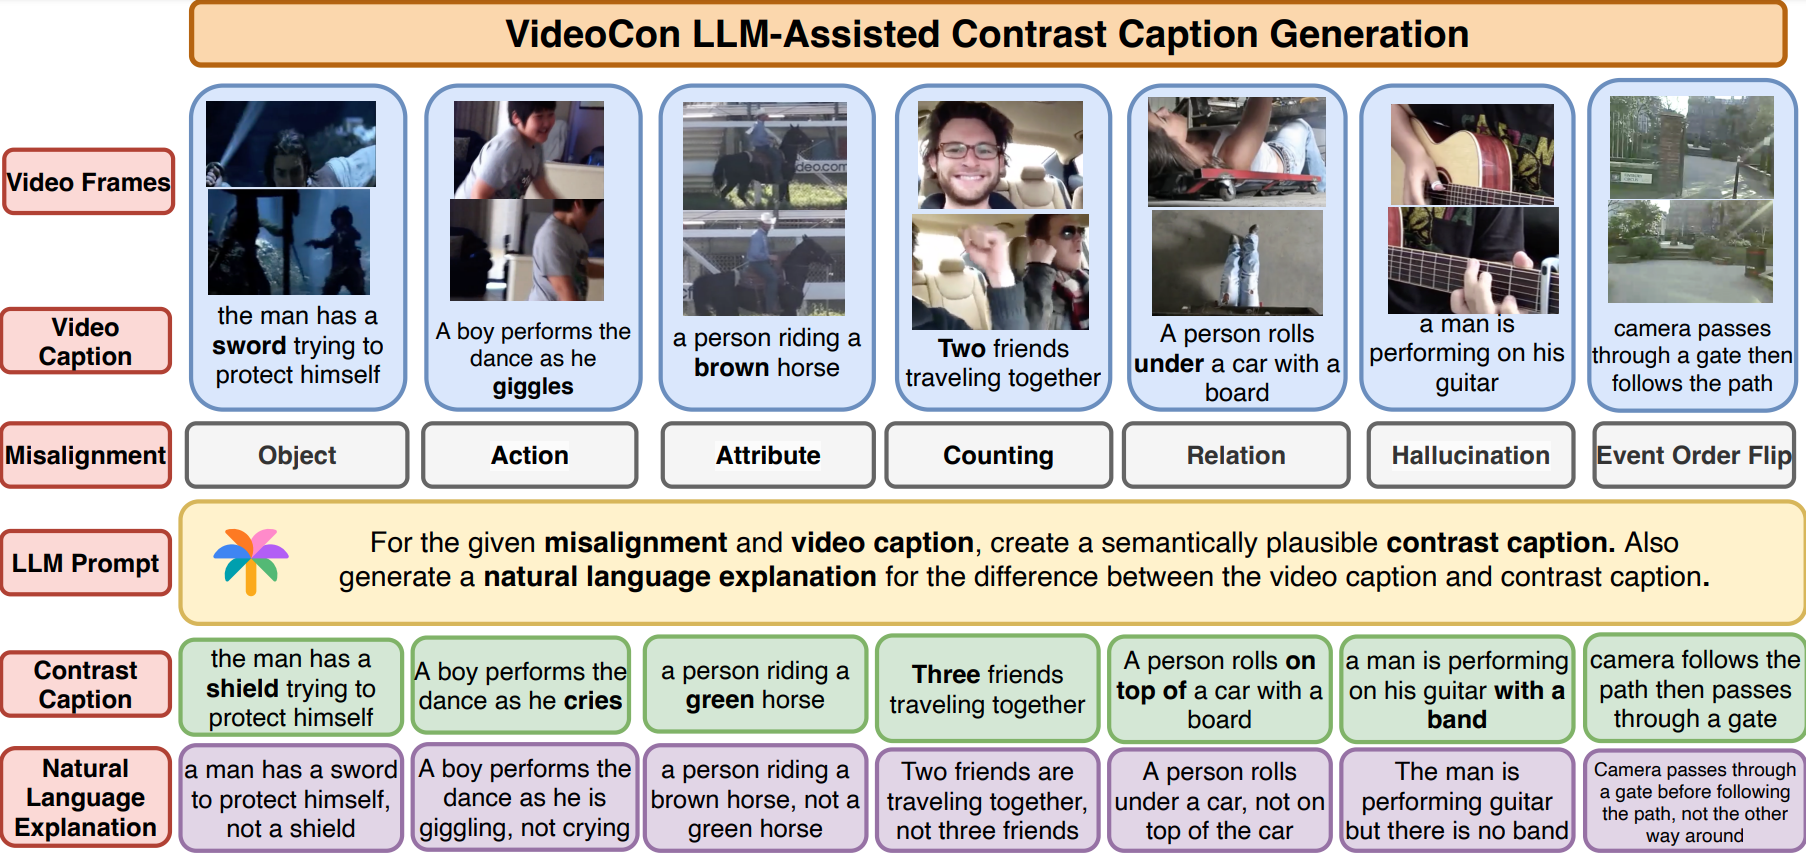 VideoCon LLM-Assisted Contrast Caption Generation
Video Frames
deo.com
Video
Caption
the man has a
sword trying to
protect himself
A boy performs the
dance as he
giggles
a person riding a
brown horse
Two friends
traveling together
A person rolls
under a car with a
board
a man is
performing on his
guitar
camera passes
through a gate then
follows the path
Misalignment
Object
Action
Attribute
Counting
Relation
Hallucination
Event Order Flip
LLM Prompt
For the given misalignment and video caption, create a semantically plausible contrast caption. Also
generate a natural language explanation for the difference between the video caption and contrast caption.
Contrast
Caption
the man has a
shield trying to
protect himself
A boy performs the
dance as he cries
a person riding a
green horse
Three friends
traveling together
A person rolls on
top of a car with a
board
a man is performing
on his guitar with a
band
camera follows the
path then passes
through a gate
Natural
Language
Explanation
a man has a sword
to protect himself,
not a shield
A boy performs the
dance as he is
giggling, not crying
a person riding a
brown horse, not a
green horse
Two friends are
traveling together,
not three friends
A person rolls
under a car, not on
top of the car
The man is
performing guitar
but there is no band
Camera passes through
a gate before following
the path, not the other
way around